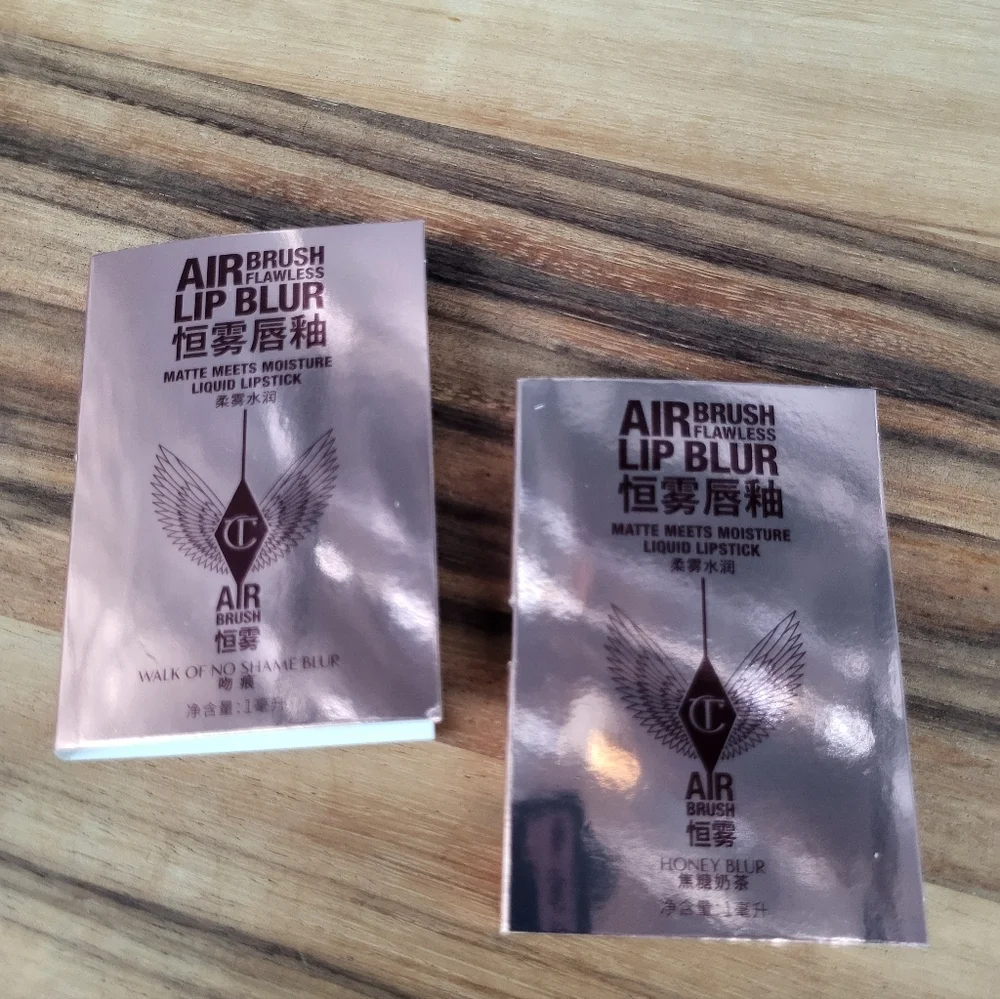 AIR BRUSH
FLAWLESS
LIP BLUR
恒雾唇釉
MATTE MEETS MOISTURE
LIQUID LIPSTICK
柔雾水润
CT
AIR
BRUSH
恒雾
WALK OF NO SHAME BLUR
吻痕
净含量:1毫升
AIR BRUSH
FLAWLESS
LIP BLUR
恒雾唇釉
MATTE MEETS MOISTURE
LIQUID LIPSTICK
柔雾水润
CT
AIR
BRUSH
恒雾
HONEY BLUR
焦糖奶茶
净含量:1毫升